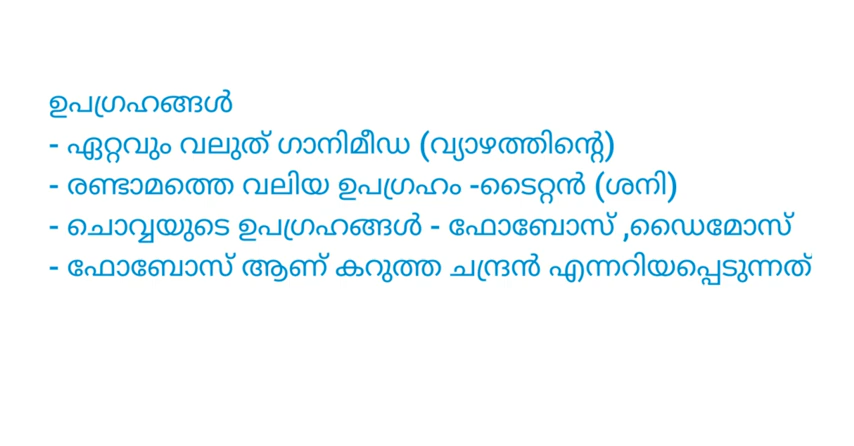 ഉപഗ്രഹങ്ങൾ
- ഏറ്റവും വലുത് ഗാനിമീഡ (വ്യാഴത്തിന്റെ)
- രണ്ടാമത്തെ വലിയ ഉപഗ്രഹം -ടൈറ്റൻ (ശനി)
- ചൊവ്വയുടെ ഉപഗ്രഹങ്ങൾ - ഫോബോസ് ,ഡൈമോസ്
- ഫോബോസ് ആണ് കറുത്ത ചന്ദ്രൻ എന്നറിയപ്പെടുന്നത്